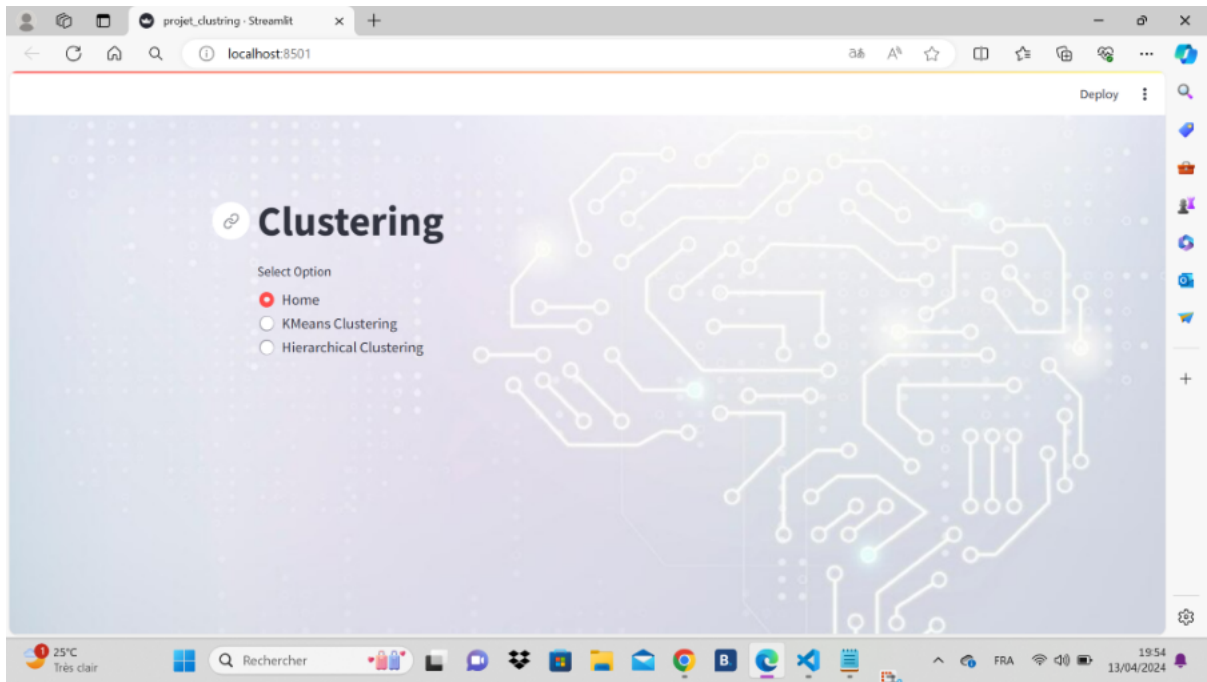 projet_clustring · Streamlit
localhost:8501
Deploy
Clustering
Select Option
Home
KMeans Clustering
Hierarchical Clustering
1
25°C
Très clair
Rechercher
B.
FRA
19:54
13/04/2024